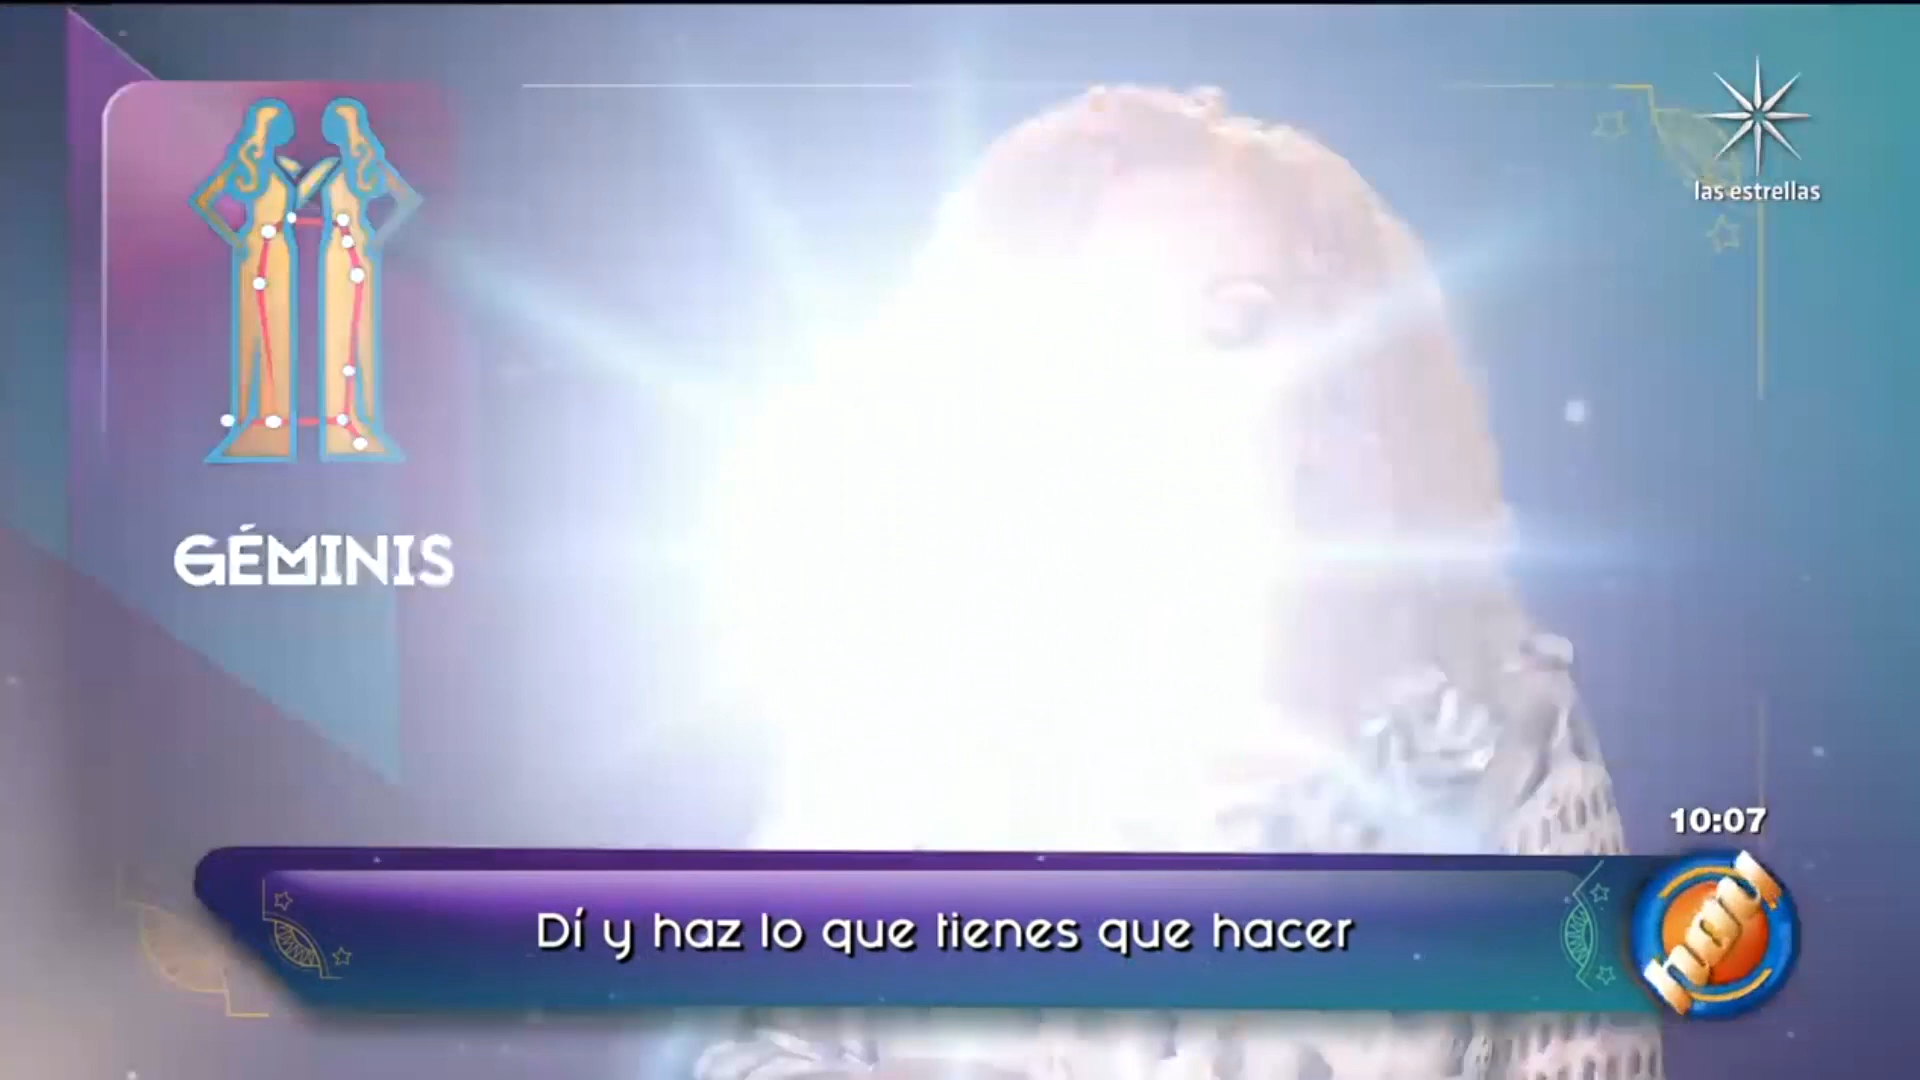 las estrellas
GÉMINIS
10:07
Dí y haz lo que tienes que hacer
hoy